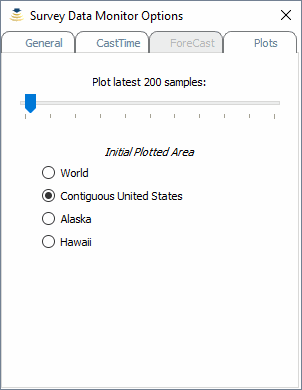 Survey Data Monitor Options
General CastTime ForeCast Plots
Plot latest 200 samples:
Initial Plotted Area
World
Contiguous United States
Alaska
Hawaii